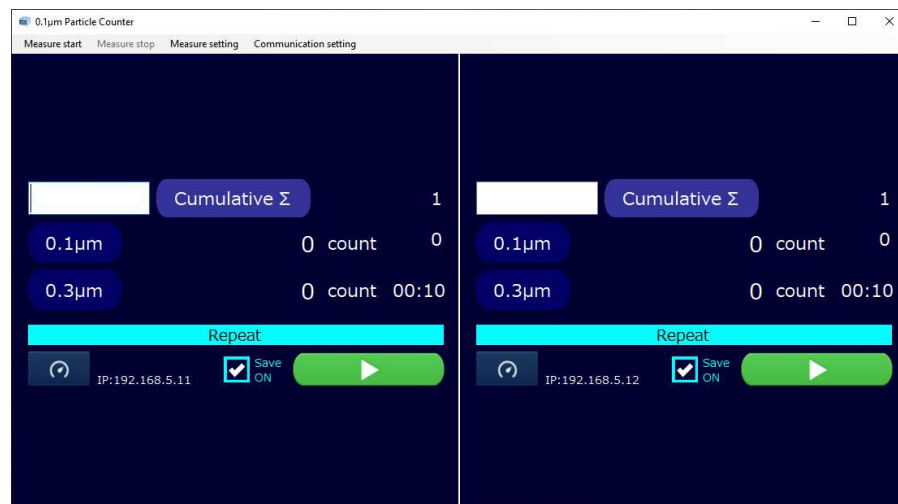 0.1µm Particle Counter
Measure start Measure stop Measure setting Communication setting
Cumulative Σ 1
0.1µm 0 count 0
0.3µm 0 count 00:10
Repeat
IP:192.168.5.11 Save ON
Cumulative Σ 1
0.1µm 0 count 0
0.3µm 0 count 00:10
Repeat
IP:192.168.5.12 Save ON